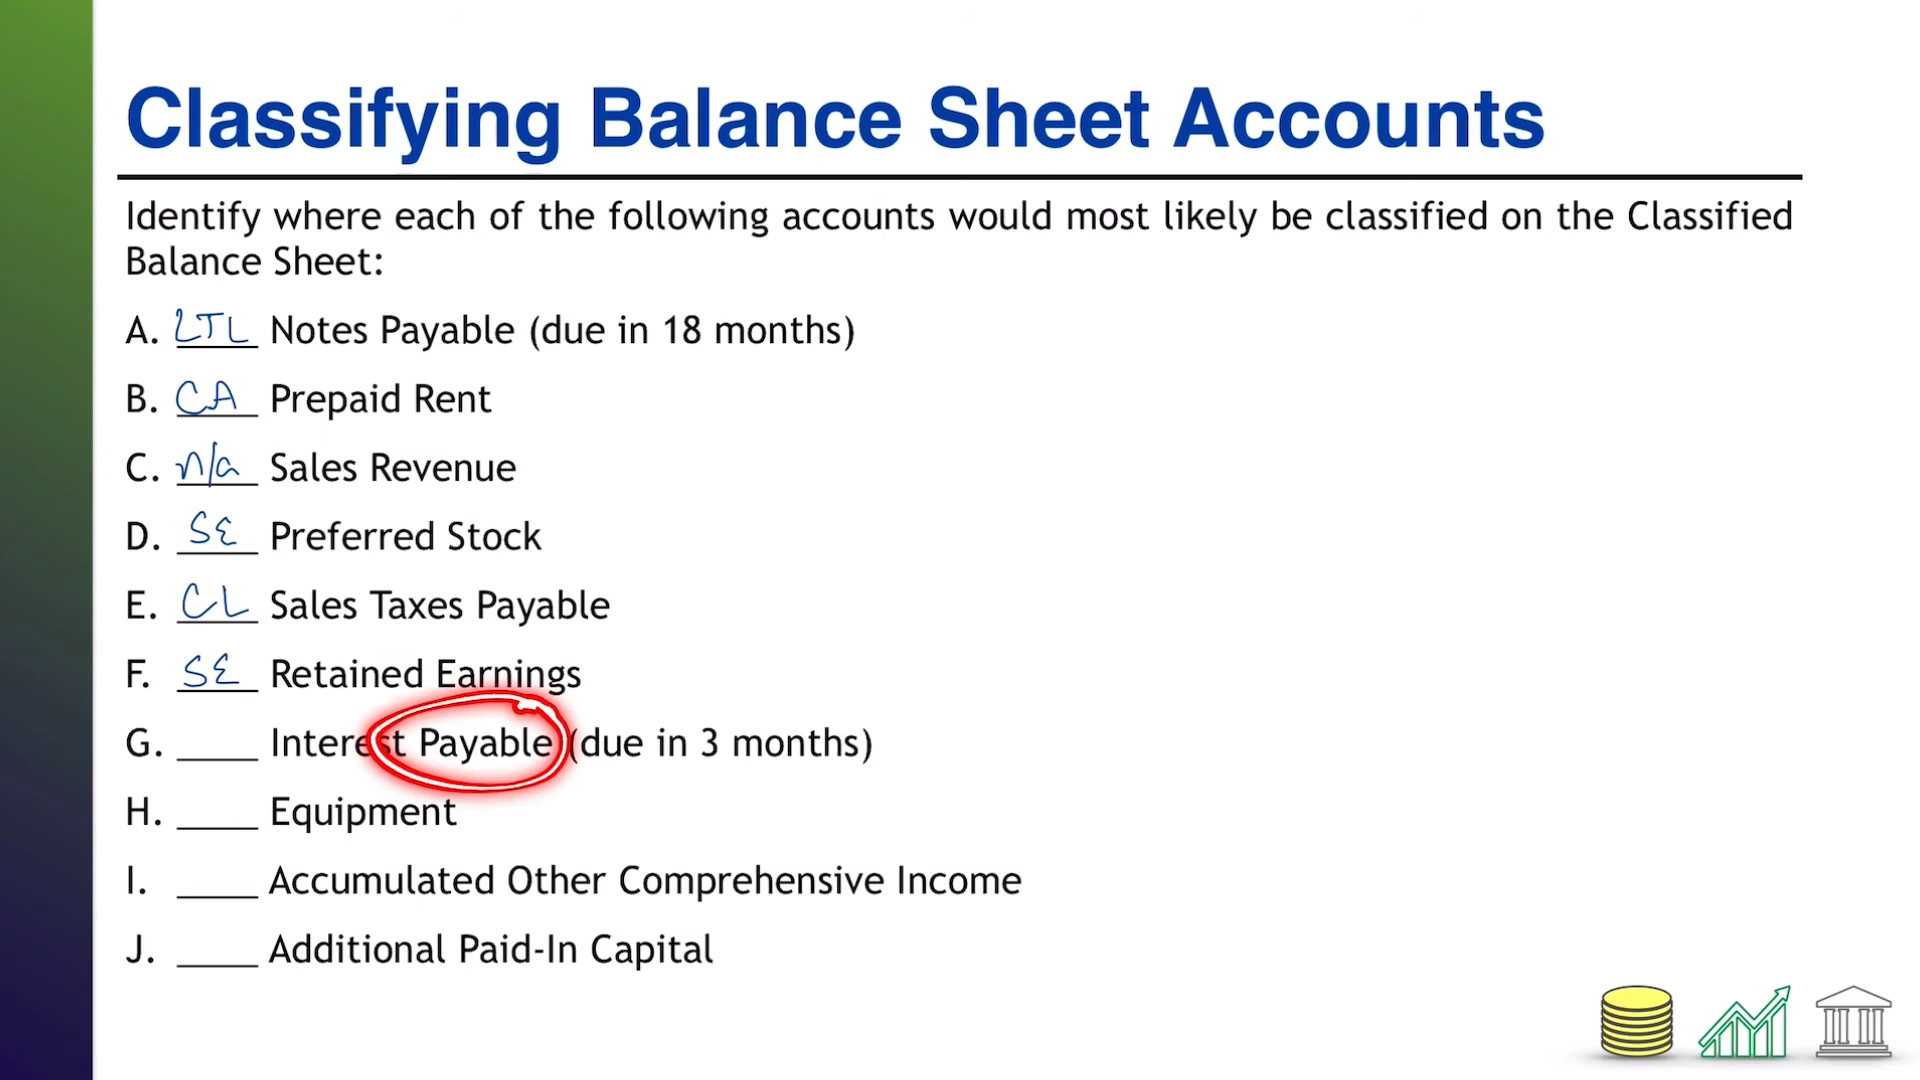 Classifying Balance Sheet Accounts
Identify where each of the following accounts would most likely be classified on the Classified
Balance Sheet:
A. LTL Notes Payable (due in 18 months)
B. CA Prepaid Rent
C. n/a Sales Revenue
D. SE Preferred Stock
E. CL Sales Taxes Payable
F. SE Retained Earnings
G. ____ Interest Payable (due in 3 months)
H. ____ Equipment
I. ____ Accumulated Other Comprehensive Income
J. ____ Additional Paid-In Capital